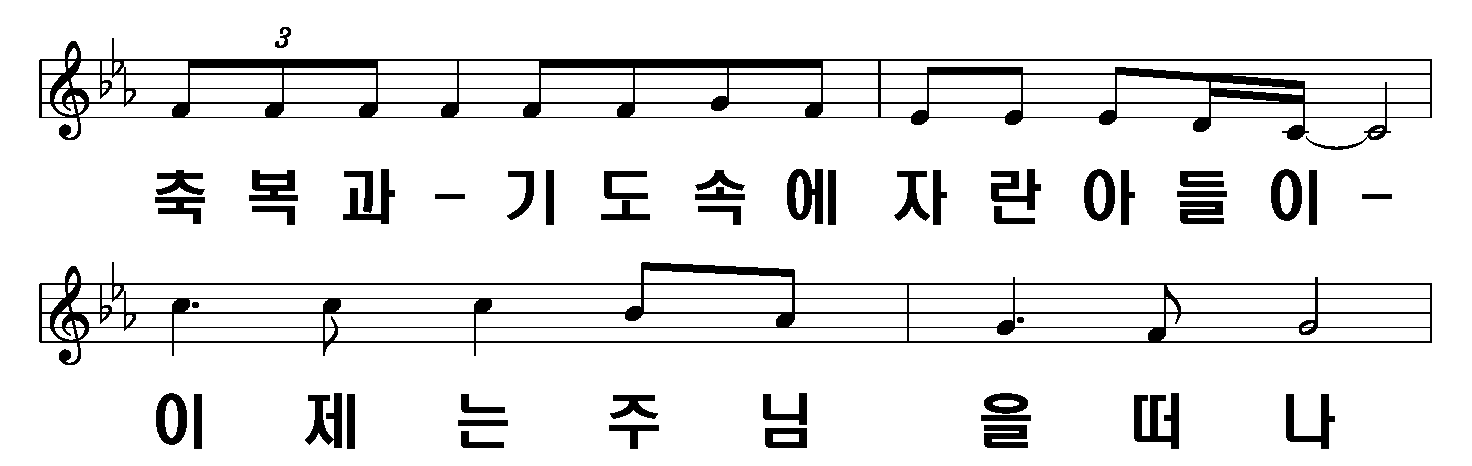 3
축 복 과 - 기 도 속 에 자 란 아 들 이 -
이 제 는 주 님 을 떠 나